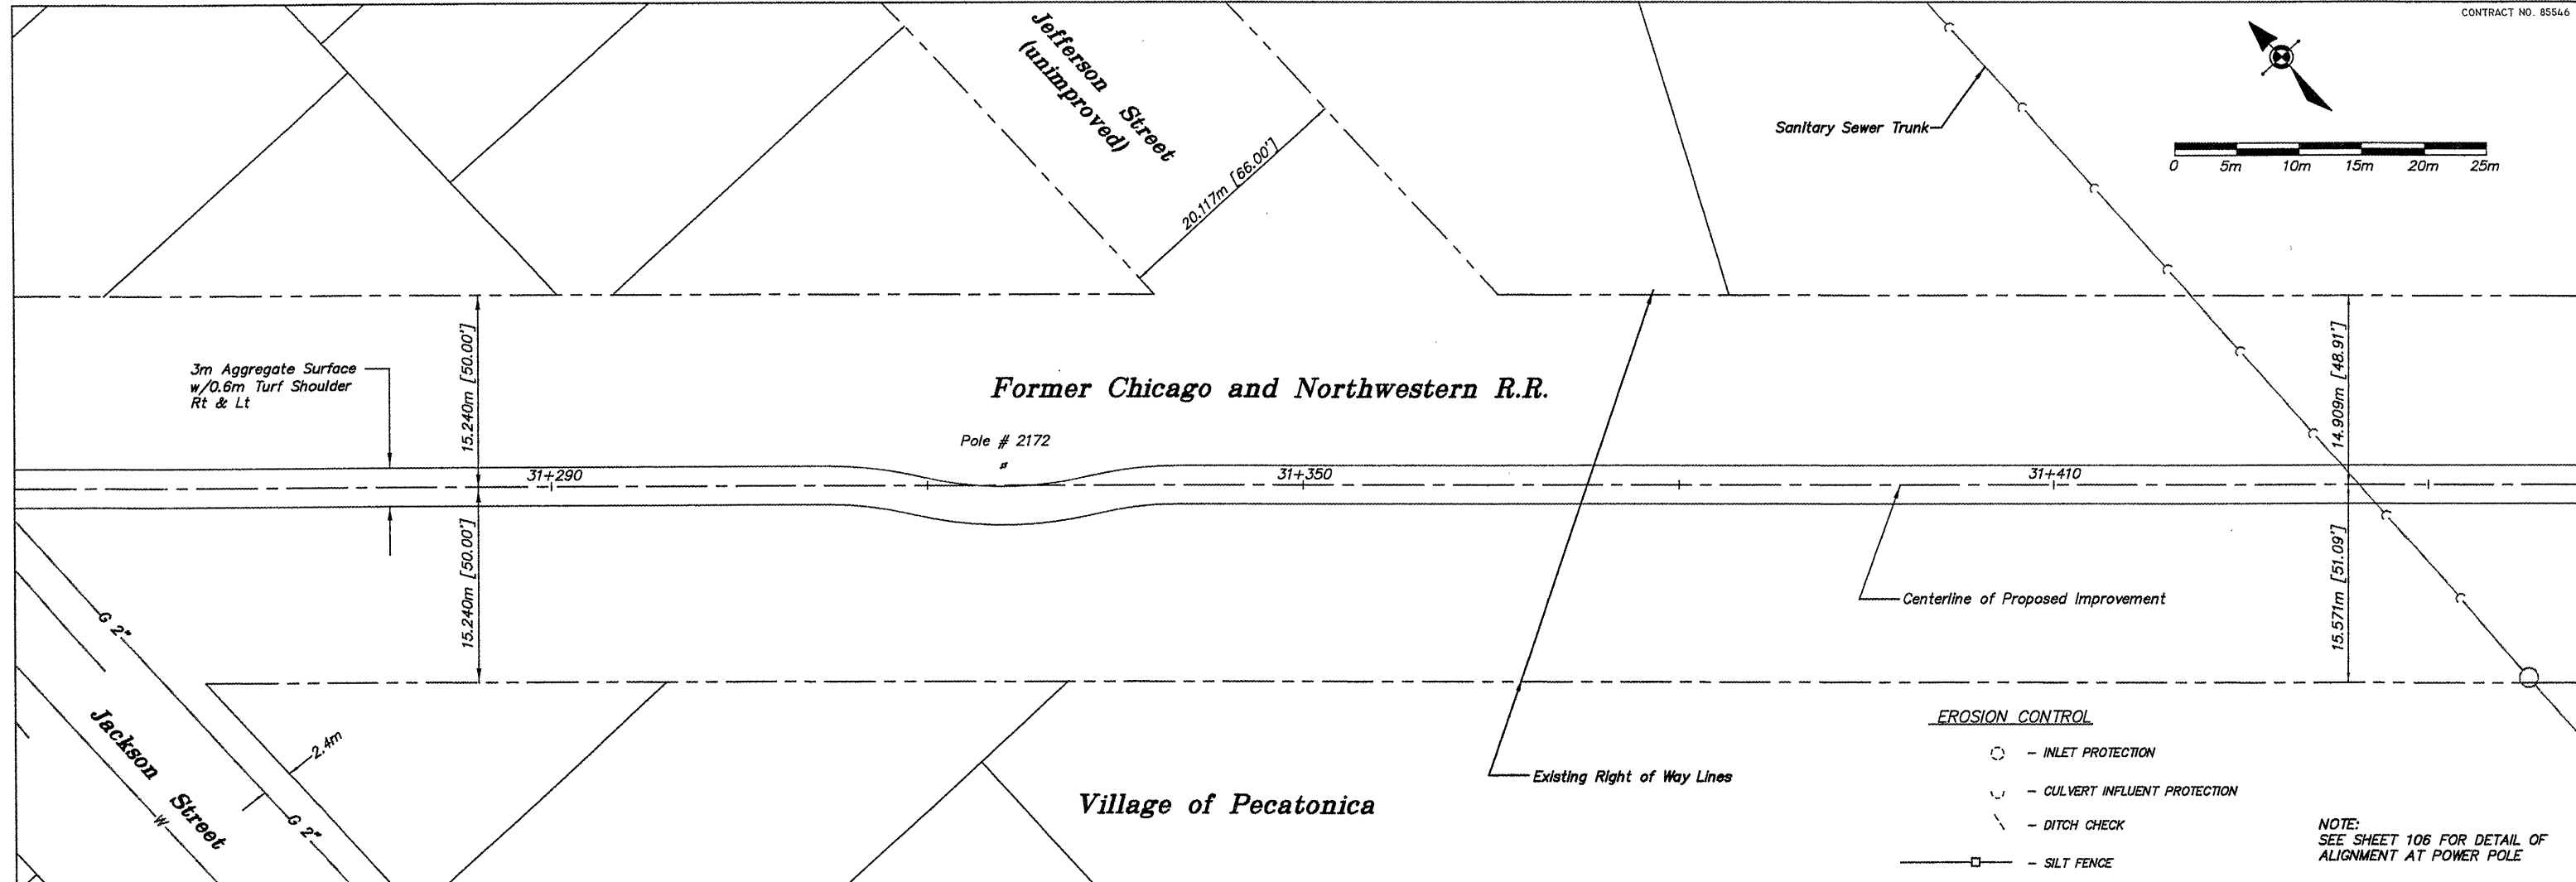 CONTRACT NO. 85546
Jefferson Street
(unimproved)
20.117m [66.00']
Sanitary Sewer Trunk
0 5m 10m 15m 20m 25m
3m Aggregate Surface
w/0.6m Turf Shoulder
Rt & Lt
15.240m [50.00']
Former Chicago and Northwestern R.R.
14.909m [48.91']
Pole # 2172
31+290
31+350
31+410
15.240m [50.00']
15.571m [51.09']
Centerline of Proposed Improvement
G 2"
Jackson Street
2.4m
G 2"
W
Existing Right of Way Lines
Village of Pecatonica
EROSION CONTROL
- INLET PROTECTION
- CULVERT INFLUENT PROTECTION
- DITCH CHECK
- SILT FENCE
NOTE:
SEE SHEET 106 FOR DETAIL OF
ALIGNMENT AT POWER POLE